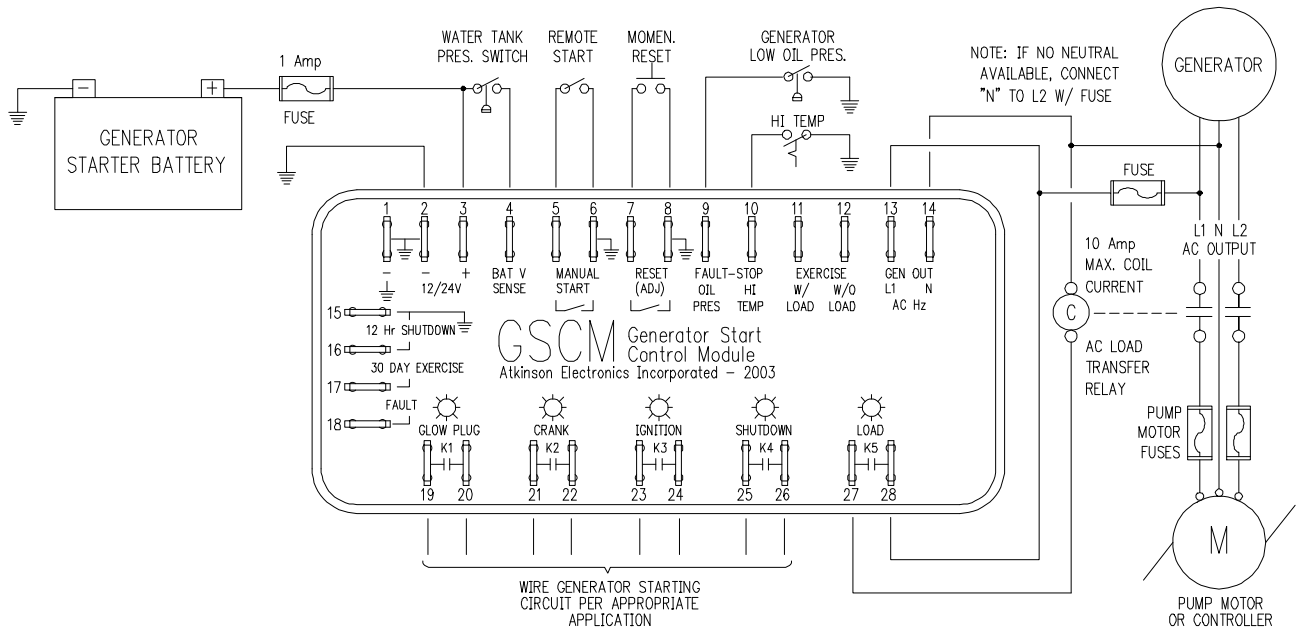 WATER TANK
PRES. SWITCH
REMOTE
START
MOMEN.
RESET
GENERATOR
LOW OIL PRES.
NOTE: IF NO NEUTRAL
AVAILABLE, CONNECT
"N" TO L2 W/ FUSE
GENERATOR
1 Amp
FUSE
- +
GENERATOR
STARTER BATTERY
HI TEMP
FUSE
L1 N L2
AC OUTPUT
1 2 3 4 5 6 7 8 9 10 11 12 13 14
- - +
12/24V
BAT V
SENSE
MANUAL
START
RESET
(ADJ)
FAULT-STOP
OIL
PRES
HI
TEMP
EXERCISE
W/
LOAD
W/O
LOAD
GEN OUT
L1 N
AC Hz
10 Amp
MAX. COIL
CURRENT
C
AC LOAD
TRANSFER
RELAY
15
12 Hr SHUTDOWN
16
30 DAY EXERCISE
17
FAULT
18
GSCM Generator Start
Control Module
Atkinson Electronics Incorporated - 2003
GLOW PLUG
K1
19 20
CRANK
K2
21 22
IGNITION
K3
23 24
SHUTDOWN
K4
25 26
LOAD
K5
27 28
PUMP
MOTOR
FUSES
M
PUMP MOTOR
OR CONTROLLER
WIRE GENERATOR STARTING
CIRCUIT PER APPROPRIATE
APPLICATION